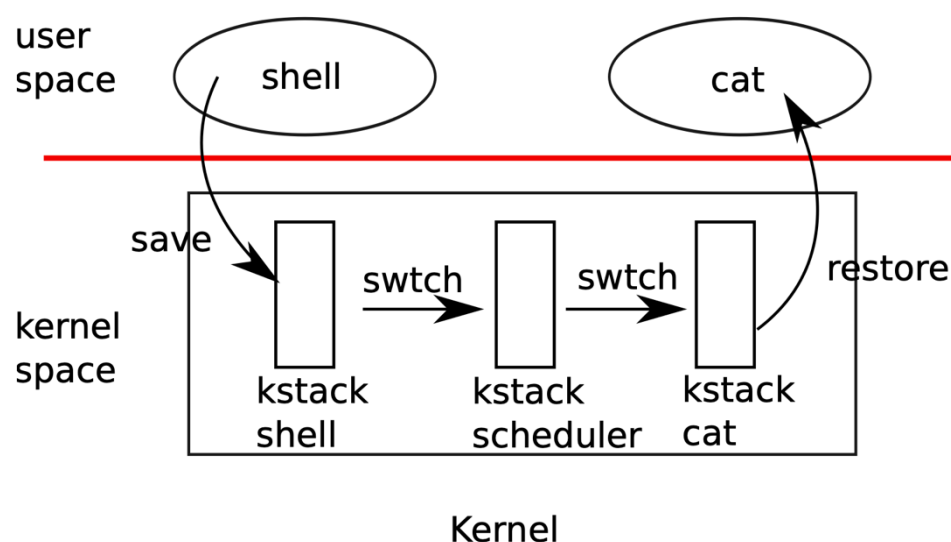 user
space
shell
cat
save
swtch
swtch
restore
kernel
space
kstack
shell
kstack
scheduler
kstack
cat
Kernel